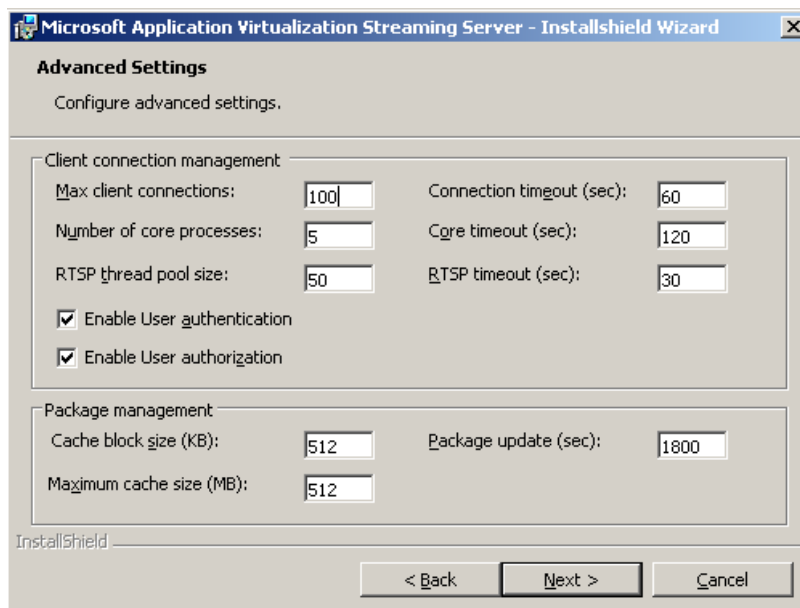 Microsoft Application Virtualization Streaming Server - Installshield Wizard
Advanced Settings
Configure advanced settings.
Client connection management
Max client connections: 100 Connection timeout (sec): 60
Number of core processes: 5 Core timeout (sec): 120
RTSP thread pool size: 50 RTSP timeout (sec): 30
Enable User authentication
Enable User authorization
Package management
Cache block size (KB): 512 Package update (sec): 1800
Maximum cache size (MB): 512
InstallShield
< Back Next > Cancel